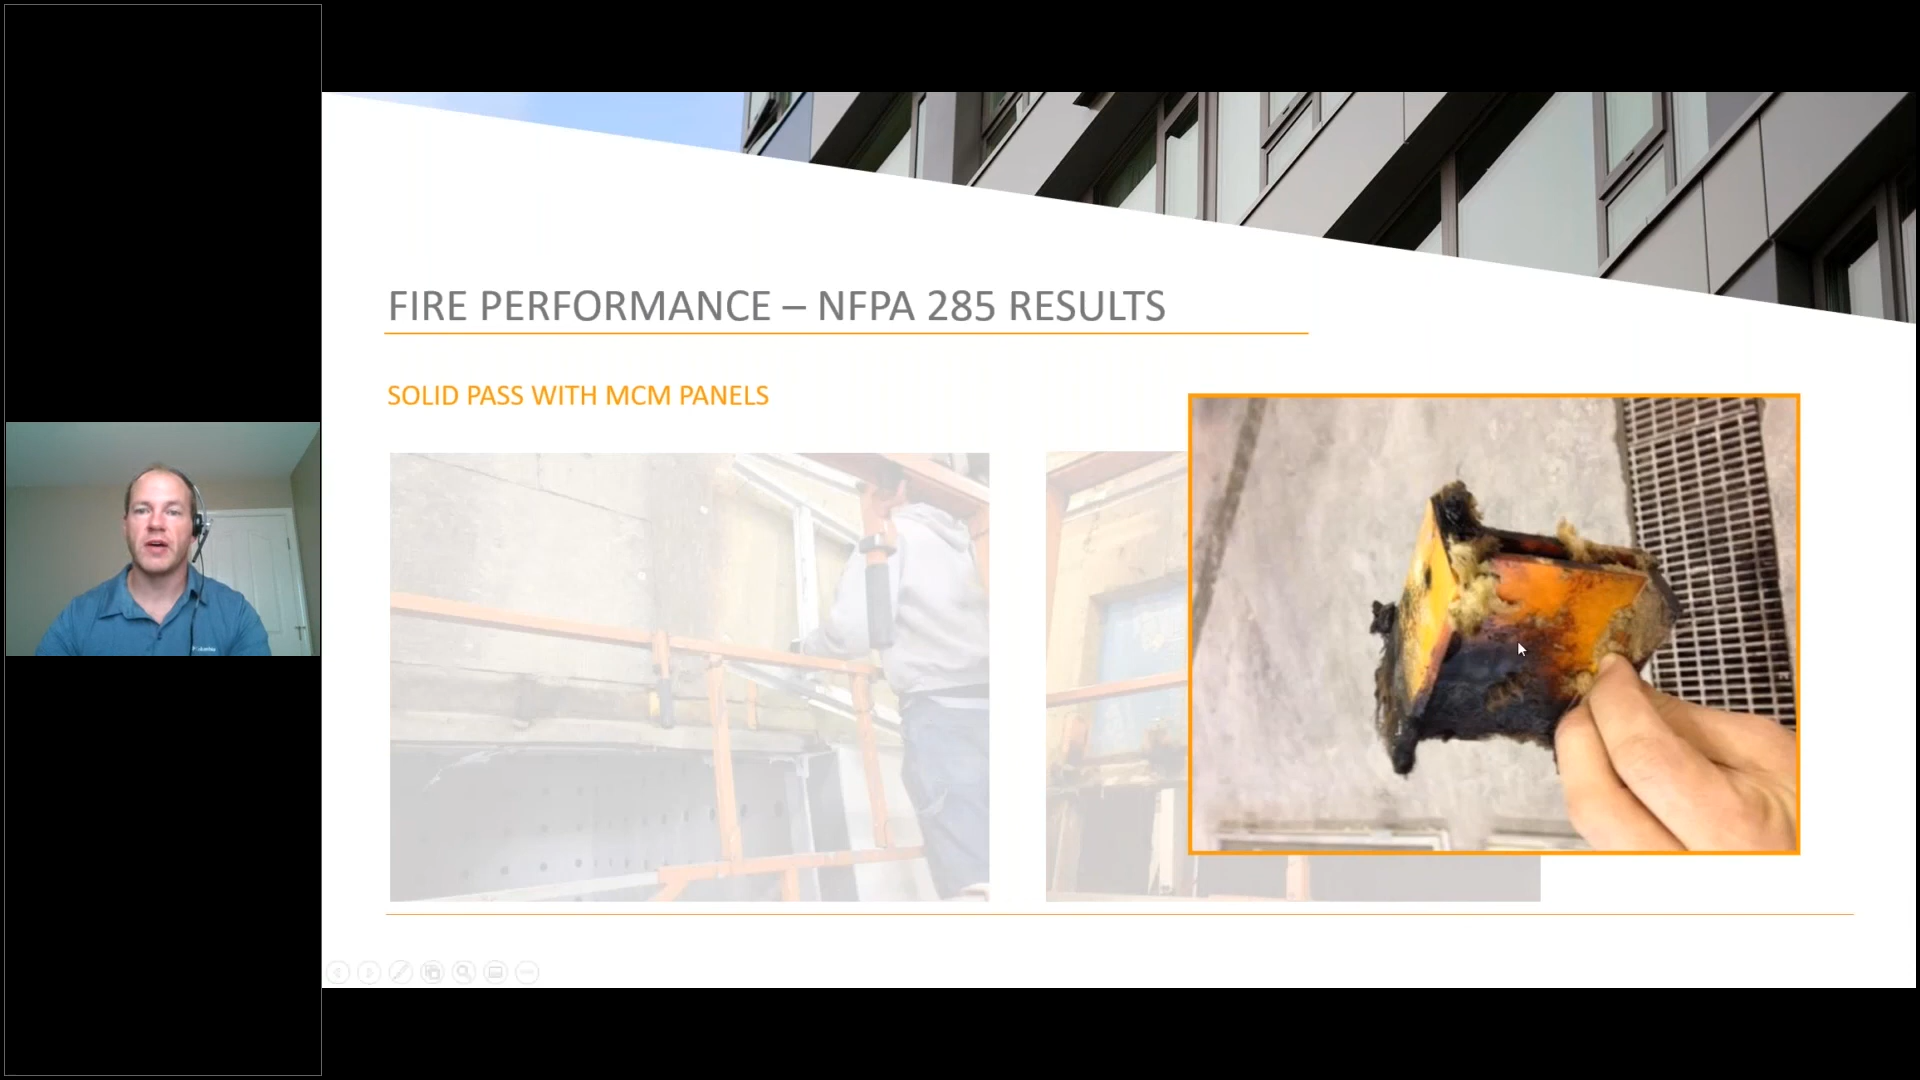 FIRE PERFORMANCE – NFPA 285 RESULTS
SOLID PASS WITH MCM PANELS